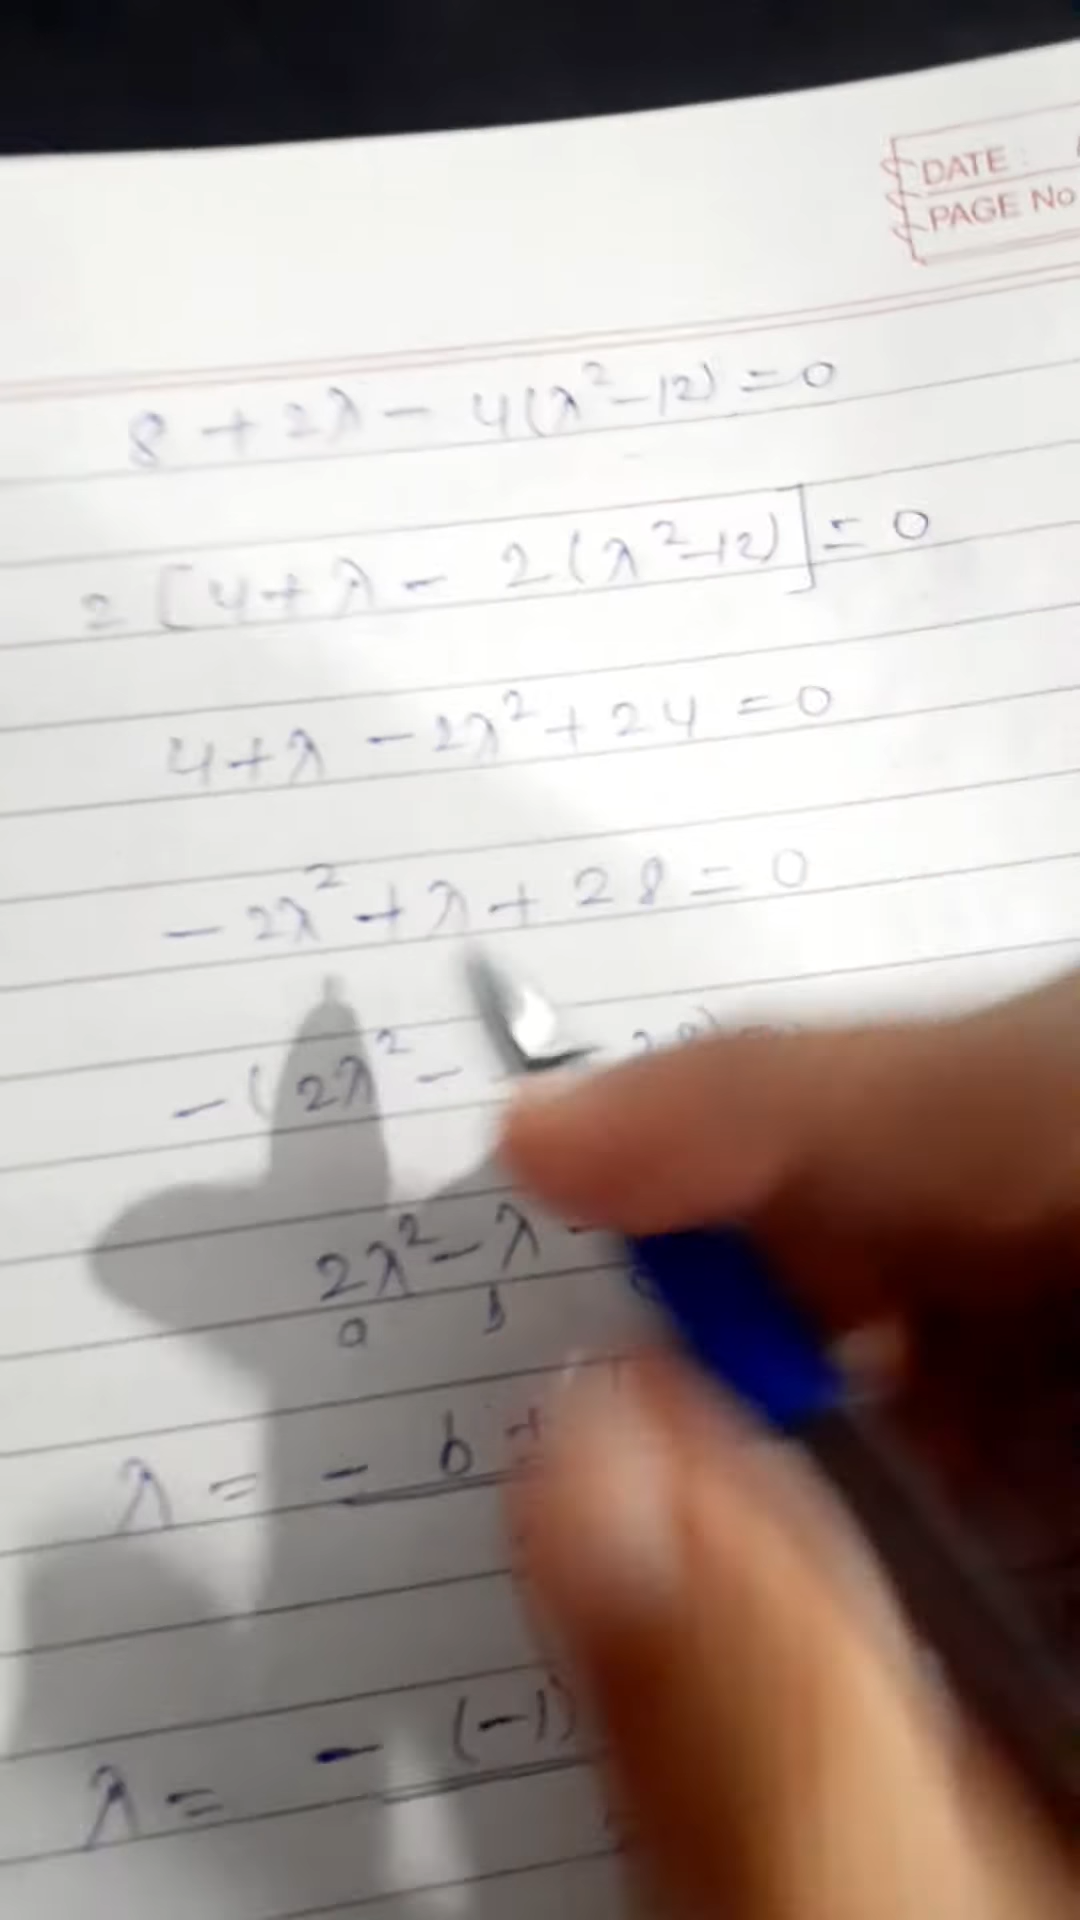 DATE :
PAGE No
8 + 2λ - 4(λ²-12) = 0
2 [4+λ - 2(λ²-12)] = 0
4+λ - 2λ² + 24 = 0
- 2λ² + λ + 28 = 0
- (2λ² -
2λ² - λ -
a b
λ = - b ±
λ = - (-1)